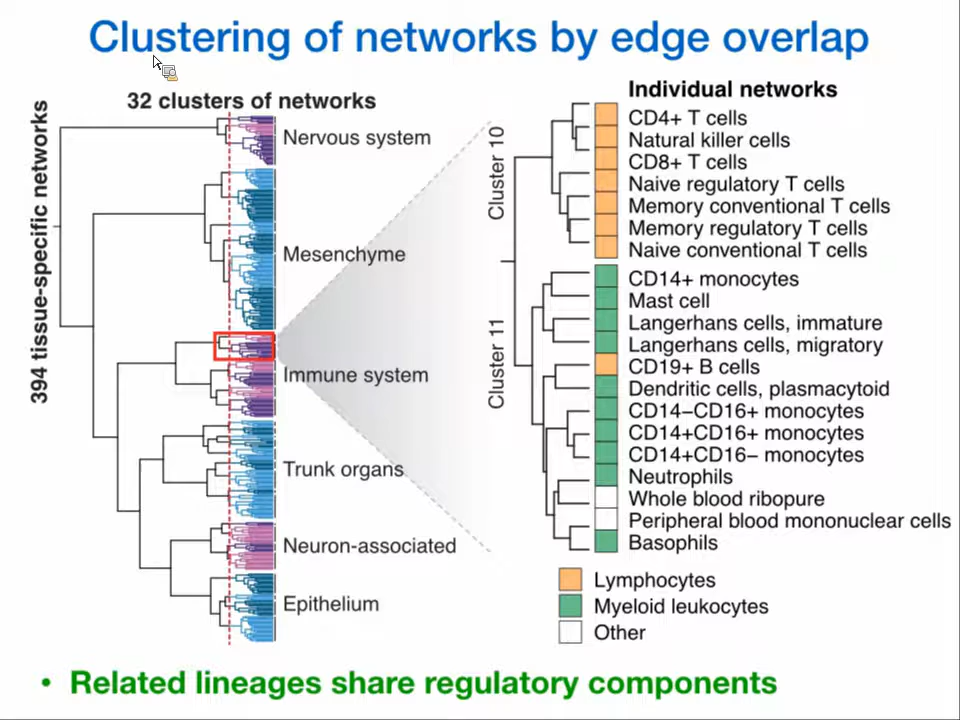 Clustering of networks by edge overlap
394 tissue-specific networks
32 clusters of networks
Nervous system
Mesenchyme
Immune system
Trunk organs
Neuron-associated
Epithelium
Individual networks
Cluster 10
CD4+ T cells
Natural killer cells
CD8+ T cells
Naive regulatory T cells
Memory conventional T cells
Memory regulatory T cells
Naive conventional T cells
Cluster 11
CD14+ monocytes
Mast cell
Langerhans cells, immature
Langerhans cells, migratory
CD19+ B cells
Dendritic cells, plasmacytoid
CD14−CD16+ monocytes
CD14+CD16+ monocytes
CD14+CD16− monocytes
Neutrophils
Whole blood ribopure
Peripheral blood mononuclear cells
Basophils
Lymphocytes
Myeloid leukocytes
Other
• Related lineages share regulatory components